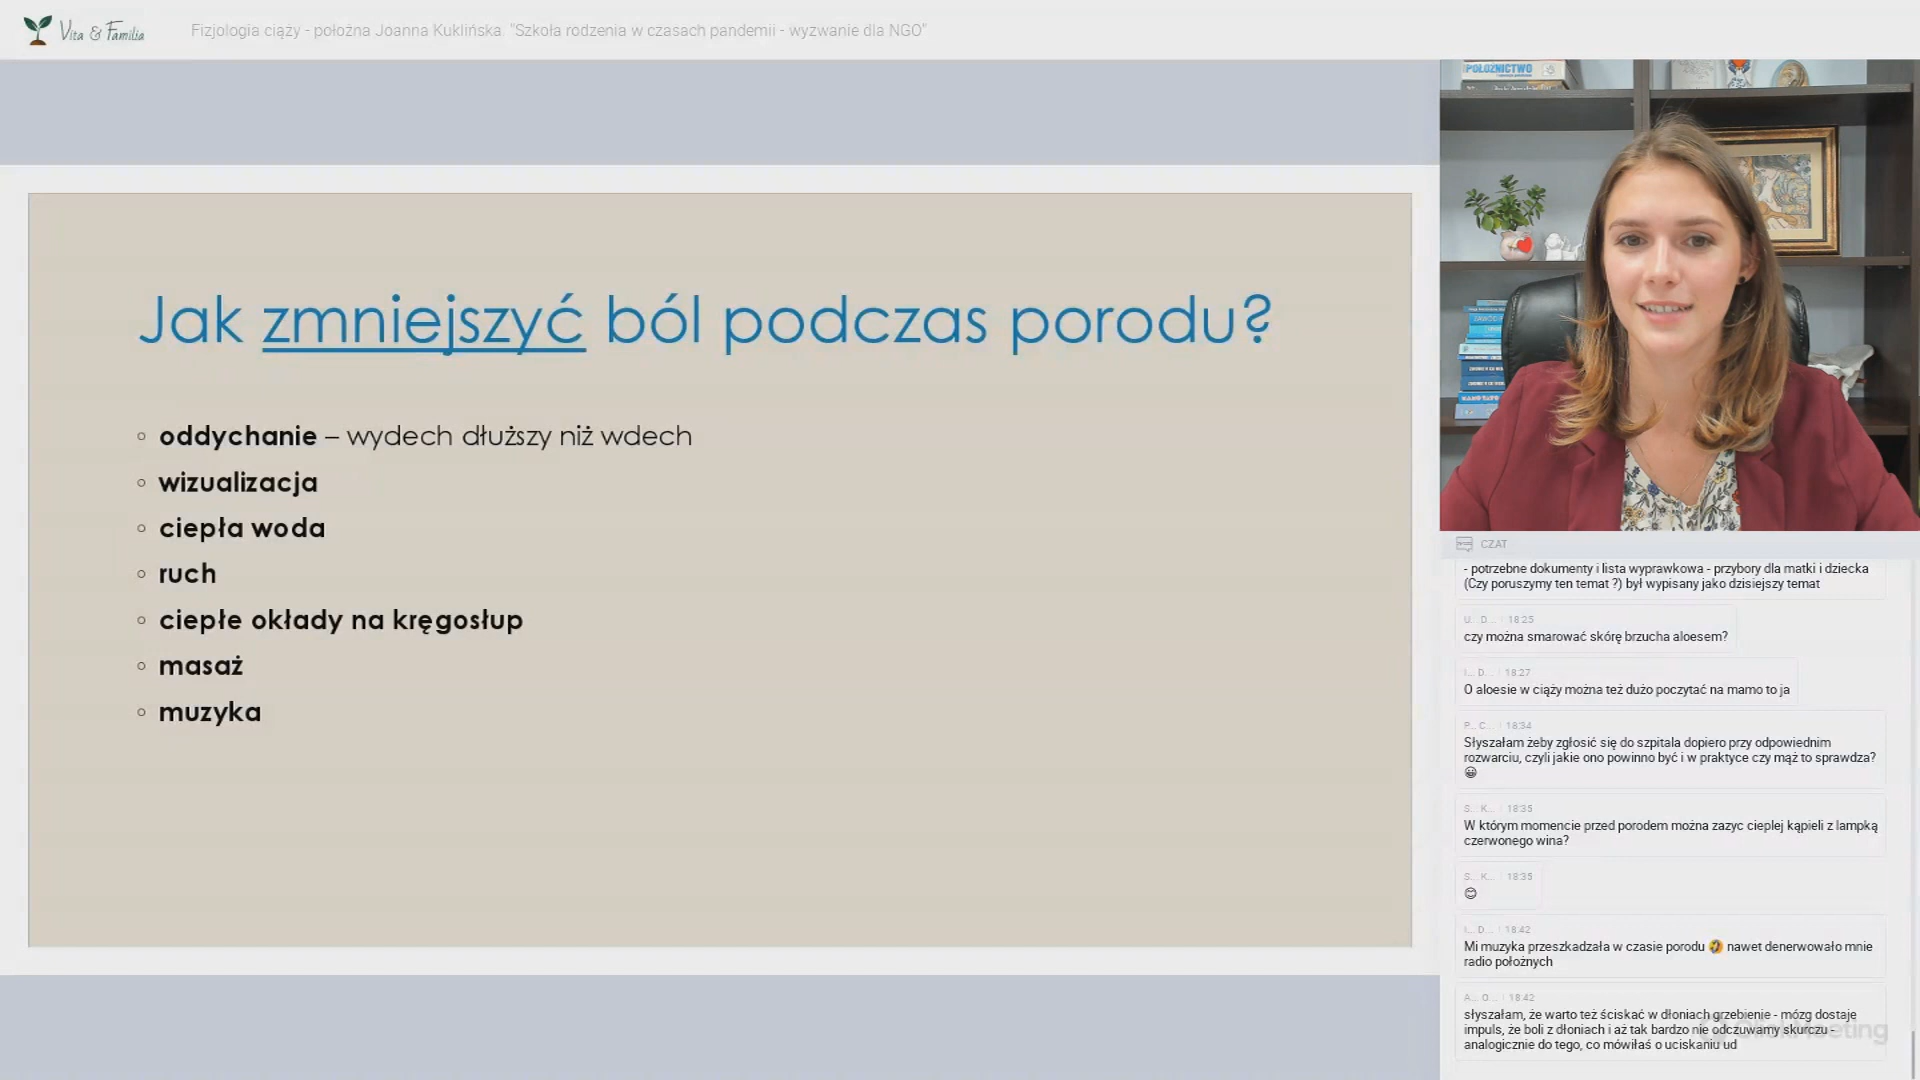 Vita & Familia
Fizjologia ciąży - położna Joanna Kuklińska. "Szkoła rodzenia w czasach pandemii - wyzwanie dla NGO"
Jak zmniejszyć ból podczas porodu?
◦ oddychanie – wydech dłuższy niż wdech
◦ wizualizacja
◦ ciepła woda
◦ ruch
◦ ciepłe okłady na kręgosłup
◦ masaż
◦ muzyka
POŁOŻNICTWO
CZAT
- potrzebne dokumenty i lista wyprawkowa - przybory dla matki i dziecka
(Czy poruszymy ten temat ?) był wypisany jako dzisiejszy temat
U... D... | 18:25
czy można smarować skórę brzucha aloesem?
I... D... | 18:27
O aloesie w ciąży można też dużo poczytać na mamo to ja
P... C... | 18:34
Słyszałam żeby zgłosić się do szpitala dopiero przy odpowiednim
rozwarciu, czyli jakie ono powinno być i w praktyce czy mąż to sprawdza?
😀
S... K... | 18:35
W którym momencie przed porodem można zazyc cieplej kąpieli z lampką
czerwonego wina?
S... K... | 18:35
😊
I... D... | 18:42
Mi muzyka przeszkadzała w czasie porodu 🤣 nawet denerwowało mnie
radio położnych
A... O... | 18:42
słyszałam, że warto też ściskać w dłoniach grzebienie - mózg dostaje
impuls, że boli z dłoniach i aż tak bardzo nie odczuwamy skurczu -
analogicznie do tego, co mówiłaś o uciskaniu ud
ClickMeeting